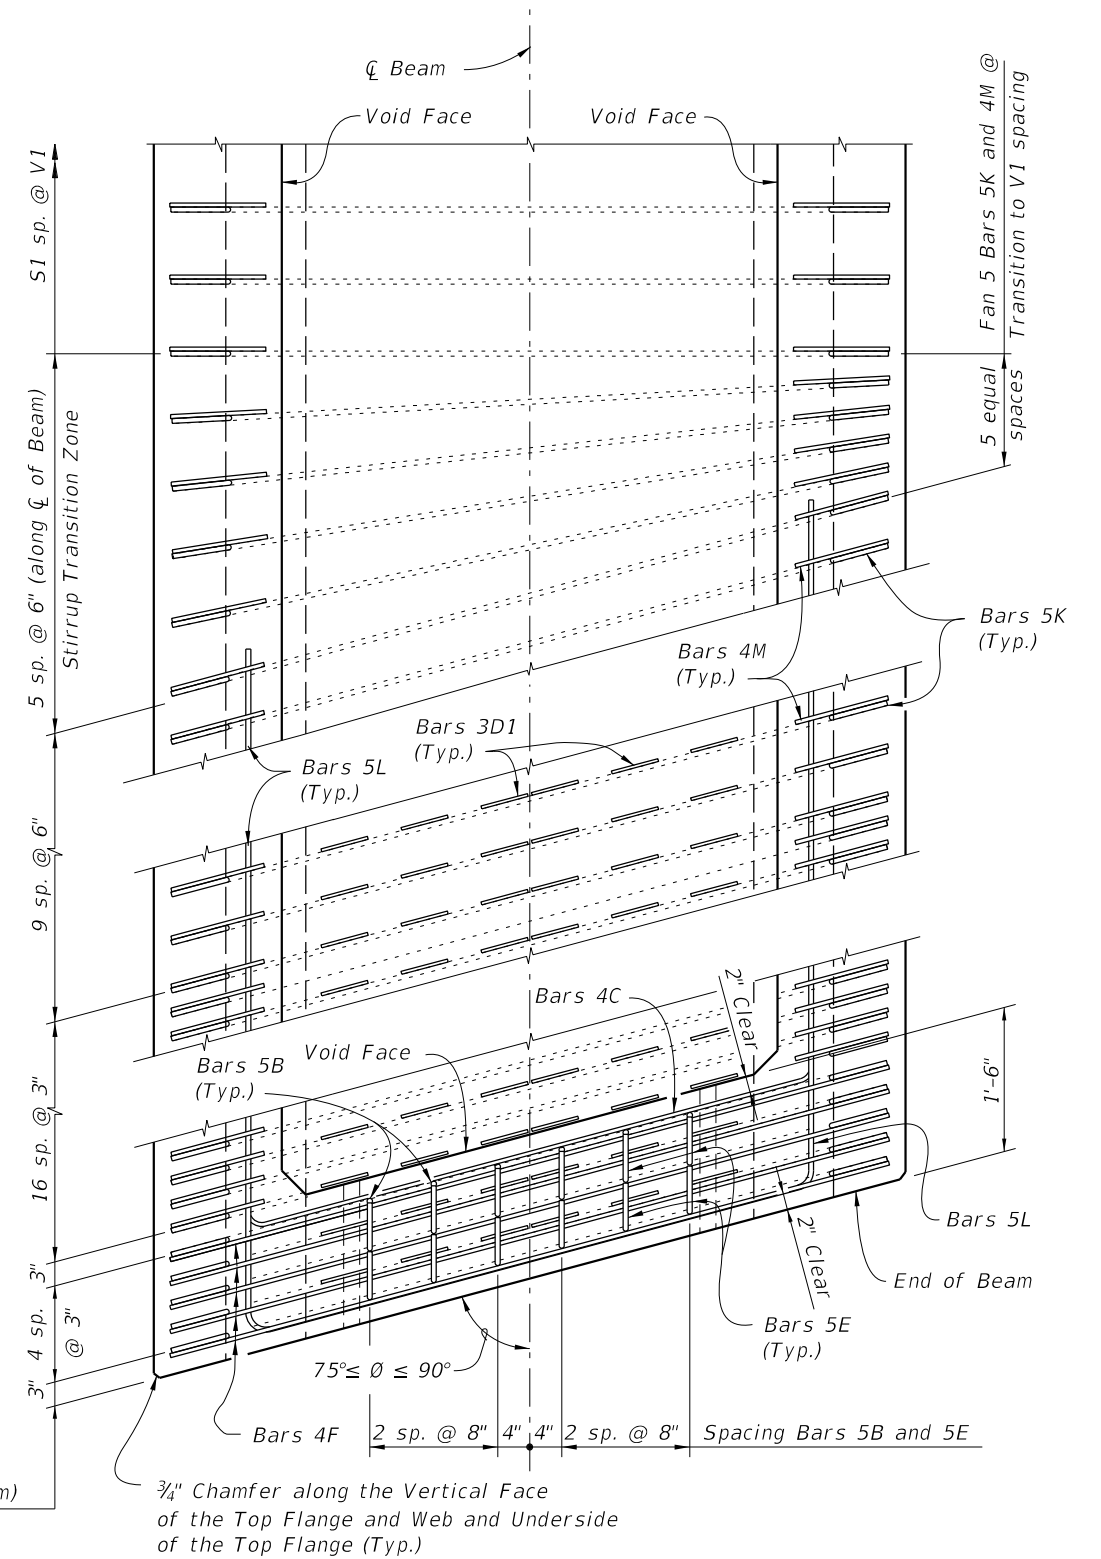 ℄ Beam
Void Face
Void Face
S1 sp. @ V1
Fan 5 Bars 5K and 4M @
Transition to V1 spacing
5 equal
spaces
5 sp. @ 6" (along ℄ of Beam)
Stirrup Transition Zone
Bars 5K
(Typ.)
Bars 4M
(Typ.)
Bars 3D1
(Typ.)
Bars 5L
(Typ.)
9 sp. @ 6"
2" Clear
Bars 4C
Void Face
Bars 5B
(Typ.)
1'-6"
16 sp. @ 3"
Bars 5L
2" Clear
End of Beam
3"
4 sp.
@ 3"
Bars 5E
(Typ.)
75°≤ Ø ≤ 90°
3"
Bars 4F
2 sp. @ 8"
4"
4"
2 sp. @ 8"
Spacing Bars 5B and 5E
¾" Chamfer along the Vertical Face
of the Top Flange and Web and Underside
of the Top Flange (Typ.)
m)